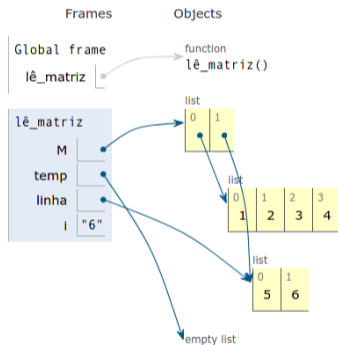 Frames Objects
Global frame
lê_matriz
function
lê_matriz()
lê_matriz
M
temp
linha
l "6"
list
0 1
list
0 1 2 3
1 2 3 4
list
0 1
5 6
empty list